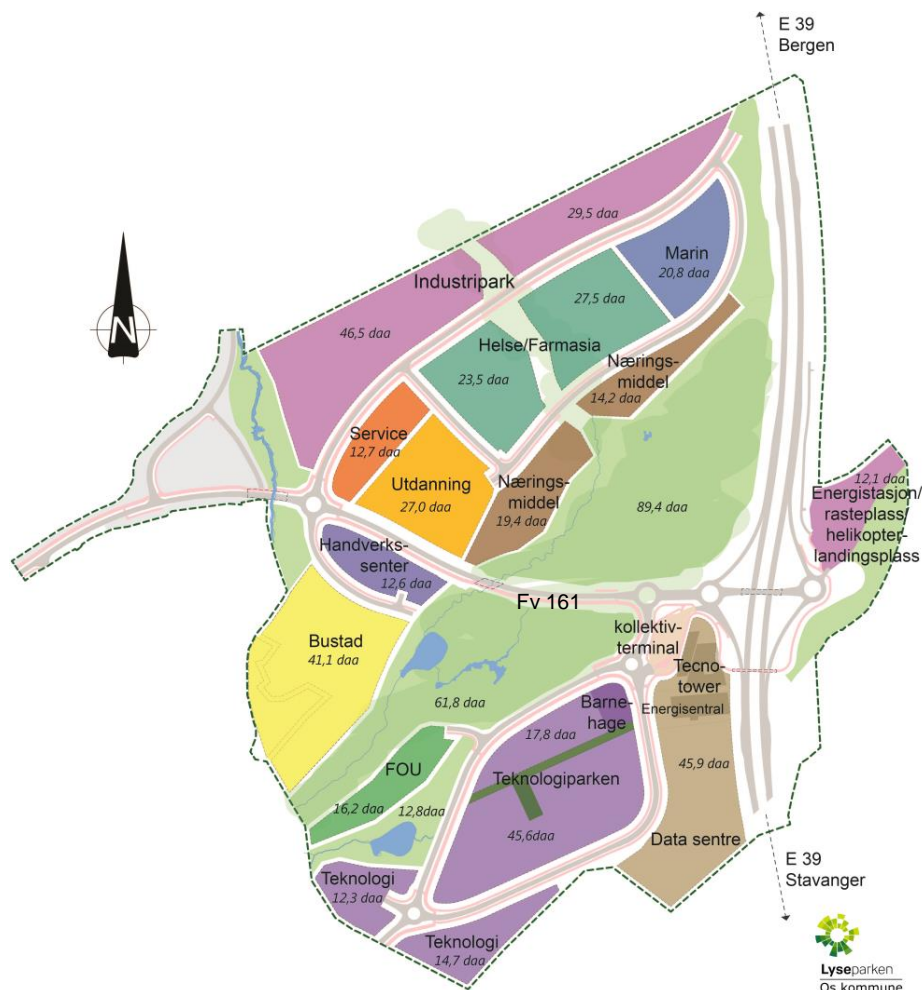 E 39
Bergen
29,5 daa
Marin
20,8 daa
Industripark
46,5 daa
27,5 daa
Helse/Farmasia
23,5 daa
Nærings-
middel
14,2 daa
N
Service
12,7 daa
Utdanning
27,0 daa
Nærings-
middel
19,4 daa
89,4 daa
12,1 daa
Energistasjon/
rasteplass/
helikopter-
landingsplass
Handverks-
senter
12,6 daa
Fv 161
Bustad
41,1 daa
kollektiv-
terminal
Tecno-
tower
Energisentral
61,8 daa
Barne-
hage
17,8 daa
FOU
16,2 daa
12,8daa
Teknologiparken
45,6daa
45,9 daa
Data sentre
Teknologi
12,3 daa
Teknologi
14,7 daa
E 39
Stavanger
Lyseparken
Os kommune